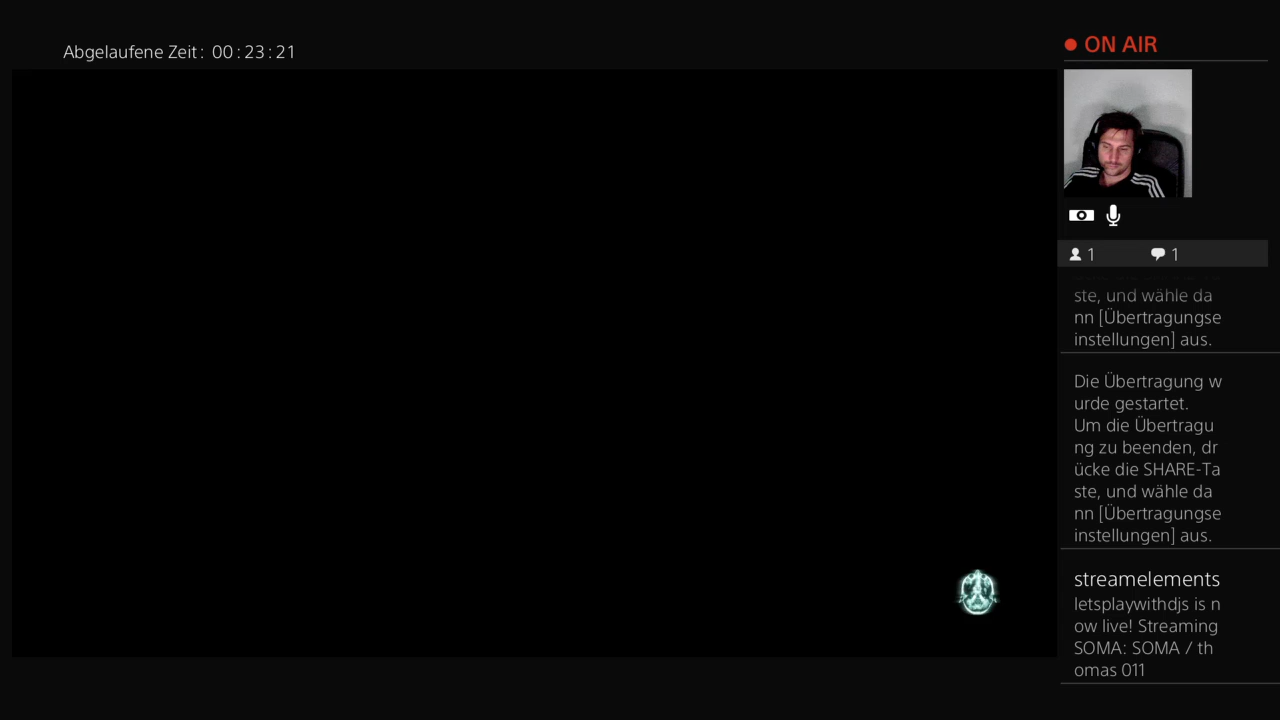 Abgelaufene Zeit: 00:23:21
ON AIR
1 1
ste, und wähle da
nn [Übertragungse
instellungen] aus.
Die Übertragung w
urde gestartet.
Um die Übertragu
ng zu beenden, dr
ücke die SHARE-Ta
ste, und wähle da
nn [Übertragungse
instellungen] aus.
streamelements
letsplaywithdjs is n
ow live! Streaming
SOMA: SOMA / th
omas 011